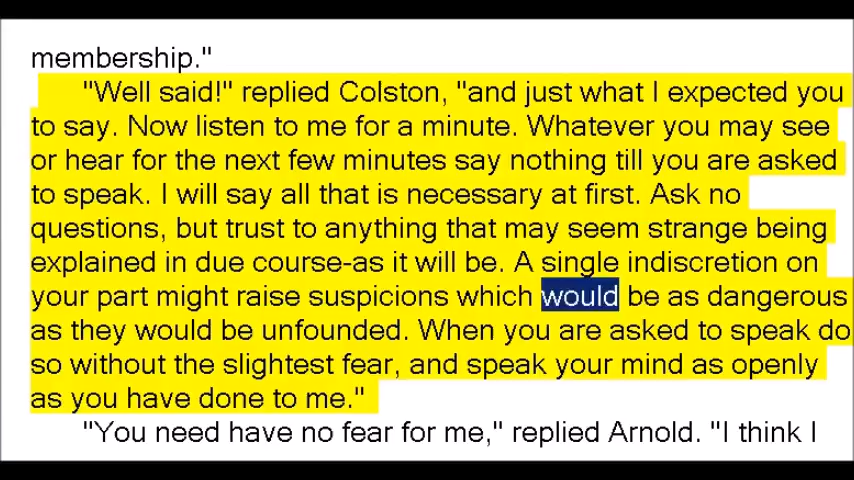 membership."
"Well said!" replied Colston, "and just what I expected you
to say. Now listen to me for a minute. Whatever you may see
or hear for the next few minutes say nothing till you are asked
to speak. I will say all that is necessary at first. Ask no
questions, but trust to anything that may seem strange being
explained in due course-as it will be. A single indiscretion on
your part might raise suspicions which would be as dangerous
as they would be unfounded. When you are asked to speak do
so without the slightest fear, and speak your mind as openly
as you have done to me."
"You need have no fear for me," replied Arnold. "I think I